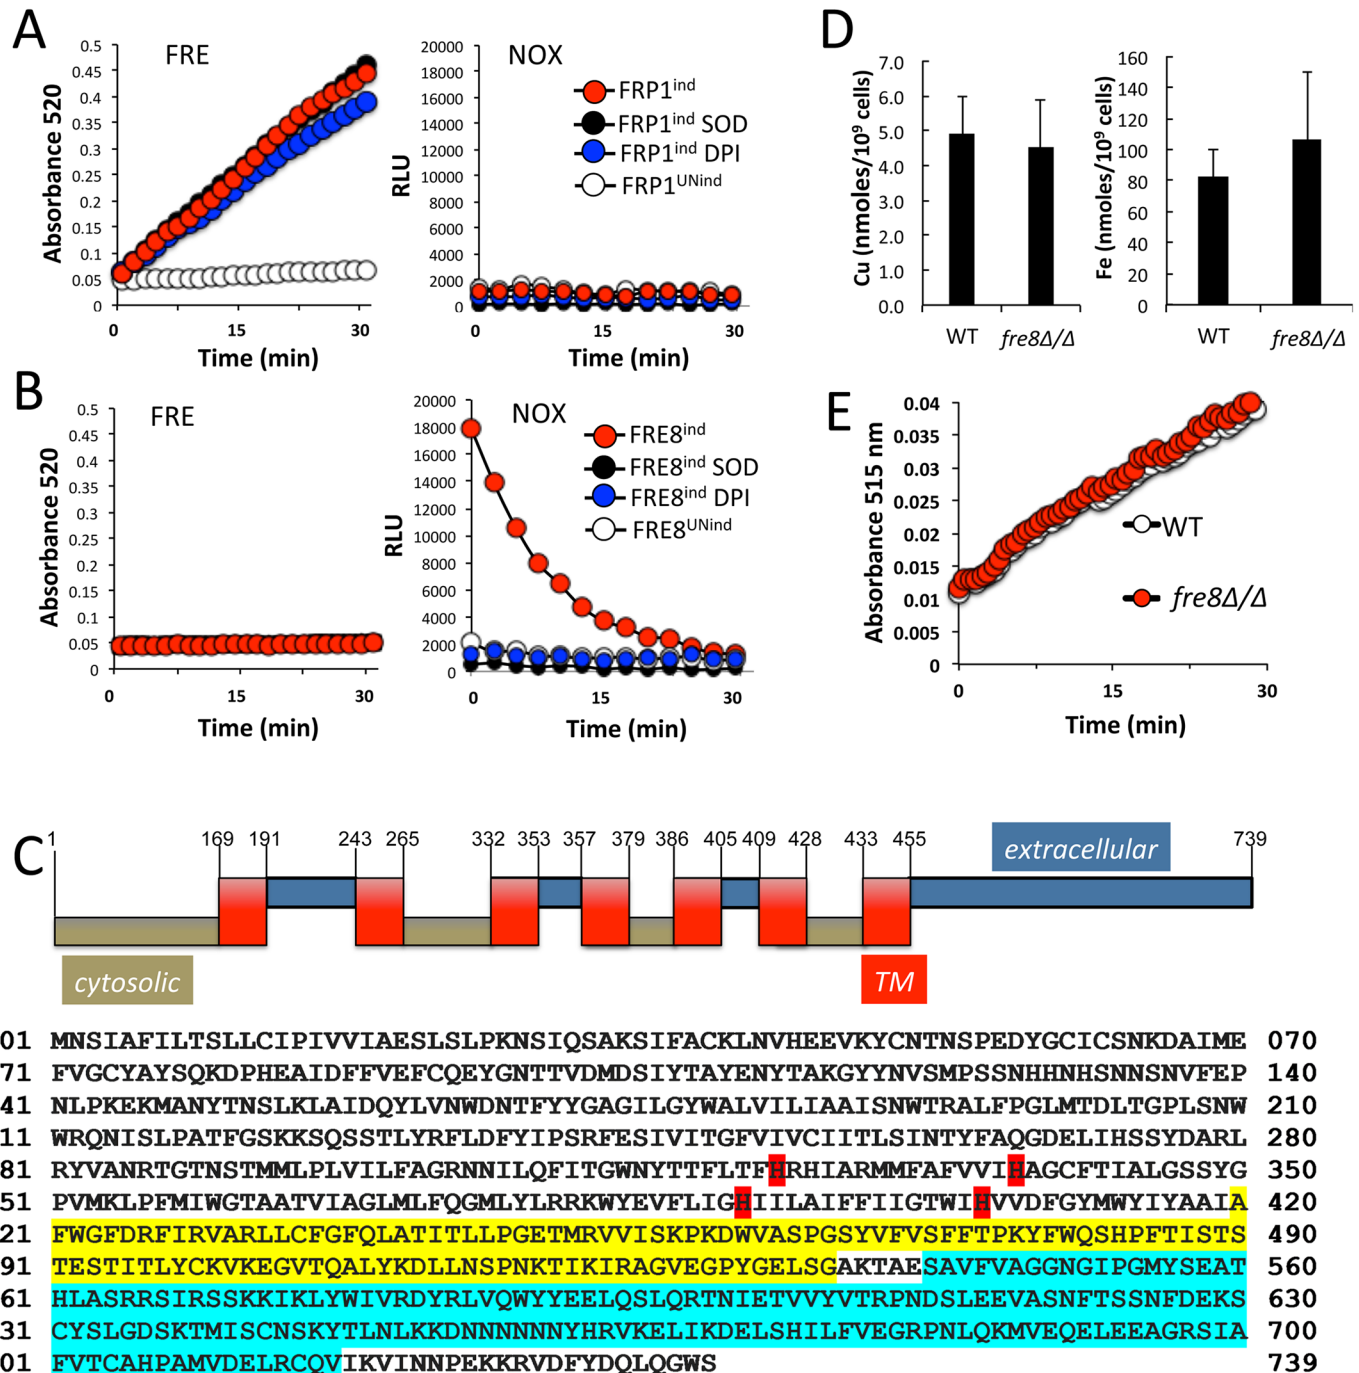 A
FRE
Absorbance 520
0.5
0.45
0.4
0.35
0.3
0.25
0.2
0.15
0.1
0.05
0
0
15
30
Time (min)
NOX
RLU
20000
18000
16000
14000
12000
10000
8000
6000
4000
2000
0
FRP1ind
FRP1ind SOD
FRP1ind DPI
FRP1UNind
0
15
30
Time (min)
B
FRE
Absorbance 520
0.5
0.45
0.4
0.35
0.3
0.25
0.2
0.15
0.1
0.05
0
0
15
30
Time (min)
NOX
RLU
20000
18000
16000
14000
12000
10000
8000
6000
4000
2000
0
FRE8ind
FRE8ind SOD
FRE8ind DPI
FRE8UNind
0
15
30
Time (min)
D
Cu (nmoles/10⁹ cells)
7.0
6.0
5.0
4.0
3.0
2.0
1.0
0.0
WT fre8Δ/Δ
Fe (nmoles/10⁹ cells)
160
140
120
100
80
60
40
20
0
WT fre8Δ/Δ
E
Absorbance 515 nm
0.04
0.035
0.03
0.025
0.02
0.015
0.01
0.005
0
WT
fre8Δ/Δ
0
15
30
Time (min)
C
1 169 191 243 265 332 353 357 379 386 405 409 428 433 455 739
extracellular
cytosolic
TM
01 MNSIAFILTSLLCIPIVVIAESLSLPKNSIQSAKSIFACKLNVHEEVKYCNTNSPEDYGCICSNKDAIME 070
71 FVGCYAYSQKDPHEAIDFFVEFCQEYGNTTVDMDSIYTAYENYTAKGYYNVSMPSSNHHNHSNNSNVFEP 140
41 NLPKEKMANYTNSLKLAIDQYLVNWDNTFYYGAGILGYWALVILIAAISNWTRALFPGLMTDLTGPLSNW 210
11 WRQNISLPATFGSKKSQSSTLYRFLDFYIPSRFESIVITGFVIVCIITLSINTYFAQGDELIHSSYDARL 280
81 RYVANRTGTNSTMMLPLVILFAGRNNILQFITGWNYTTFLTFHRHIARMMFAFVVIHAGCFTIALGSSYG 350
51 PVMKLPFMIWGTAATVIAGLMLFQGMLYLRRKWYEVFLIGHIILAIFFIIGTWIHVVDFGYMWYIYAAIA 420
21 FWGFDRFIRVARLLCFGFQLATITLLPGETMRVVISKPKDWVASPGSYVFVSFFTPKYFWQSHPFTISTS 490
91 TESTITLYCKVKEGVTQALYKDLLNSPNKTIKIRAGVEGPYGELSGAKTAESAVFVAGGNGIPGMYSEAT 560
61 HLASRRSIRSSKKIKLYWIVRDYRLVQWYYEELQSLQRTNIETVVYVTRPNDSLEEVASNFTSSNFDEKS 630
31 CYSLGDSKTMISCNSKYTLNLKKDNNNNNNYHRVKELIKDELSHILFVEGRPNLQKMVEQELEEAGRSIA 700
01 FVTCAHPAMVDELRCQVIKVINNPEKKRVDFYDQLQGWS 739